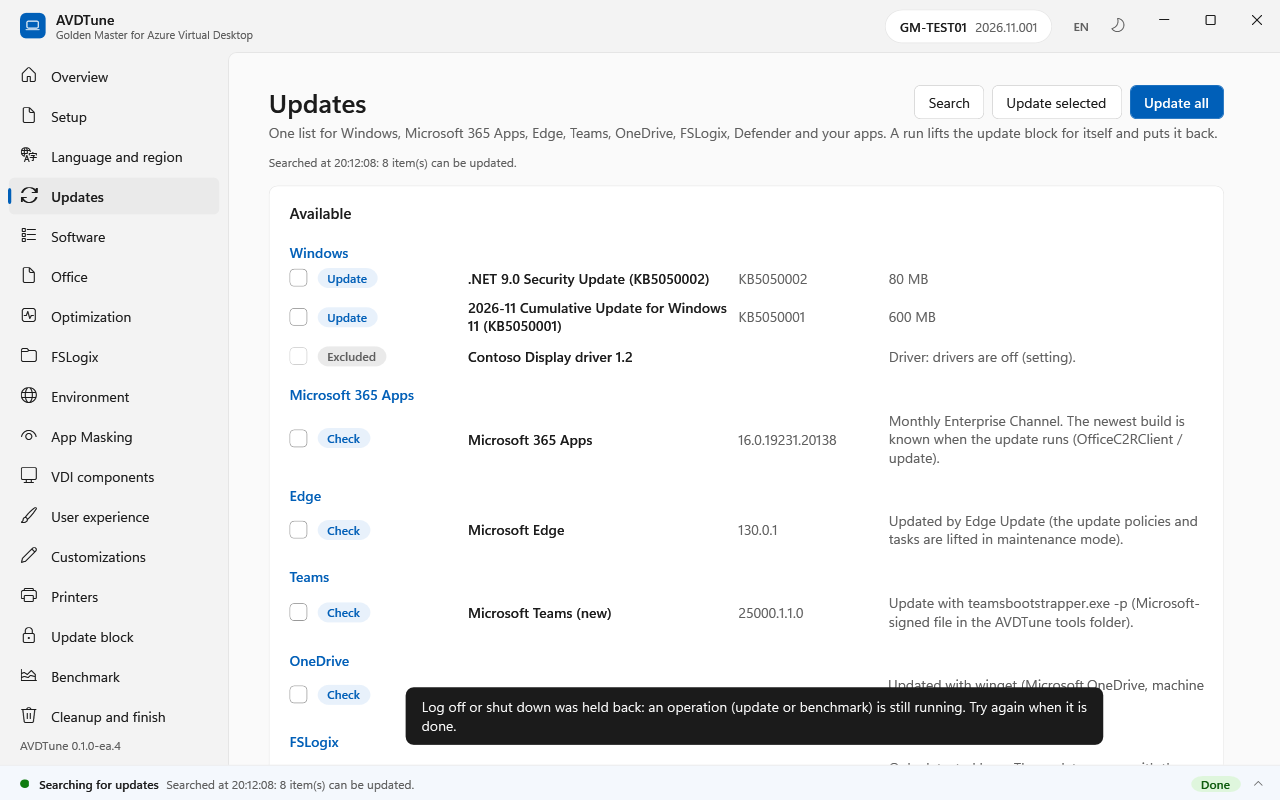 AVDTune
Golden Master for Azure Virtual Desktop
GM-TEST01 2026.11.001
EN
Overview
Setup
Language and region
Updates
Software
Office
Optimization
FSLogix
Environment
App Masking
VDI components
User experience
Customizations
Printers
Update block
Benchmark
Cleanup and finish
AVDTune 0.1.0-ea.4
Updates
Search
Update selected
Update all
One list for Windows, Microsoft 365 Apps, Edge, Teams, OneDrive, FSLogix, Defender and your apps. A run lifts the update block for itself and puts it back.
Searched at 20:12:08: 8 item(s) can be updated.
Available
Windows
Update .NET 9.0 Security Update (KB5050002) KB5050002 80 MB
Update 2026-11 Cumulative Update for Windows
11 (KB5050001) KB5050001 600 MB
Excluded Contoso Display driver 1.2 Driver: drivers are off (setting).
Microsoft 365 Apps
Check Microsoft 365 Apps 16.0.19231.20138 Monthly Enterprise Channel. The newest build is
known when the update runs (OfficeC2RClient /
update).
Edge
Check Microsoft Edge 130.0.1 Updated by Edge Update (the update policies and
tasks are lifted in maintenance mode).
Teams
Check Microsoft Teams (new) 25000.1.1.0 Update with teamsbootstrapper.exe -p (Microsoft-
signed file in the AVDTune tools folder).
OneDrive
Check Updated with winget (Microsoft.OneDrive, machine
Log off or shut down was held back: an operation (update or benchmark) is still running. Try again when it is
done.
FSLogix
Searching for updates Searched at 20:12:08: 8 item(s) can be updated.
Done